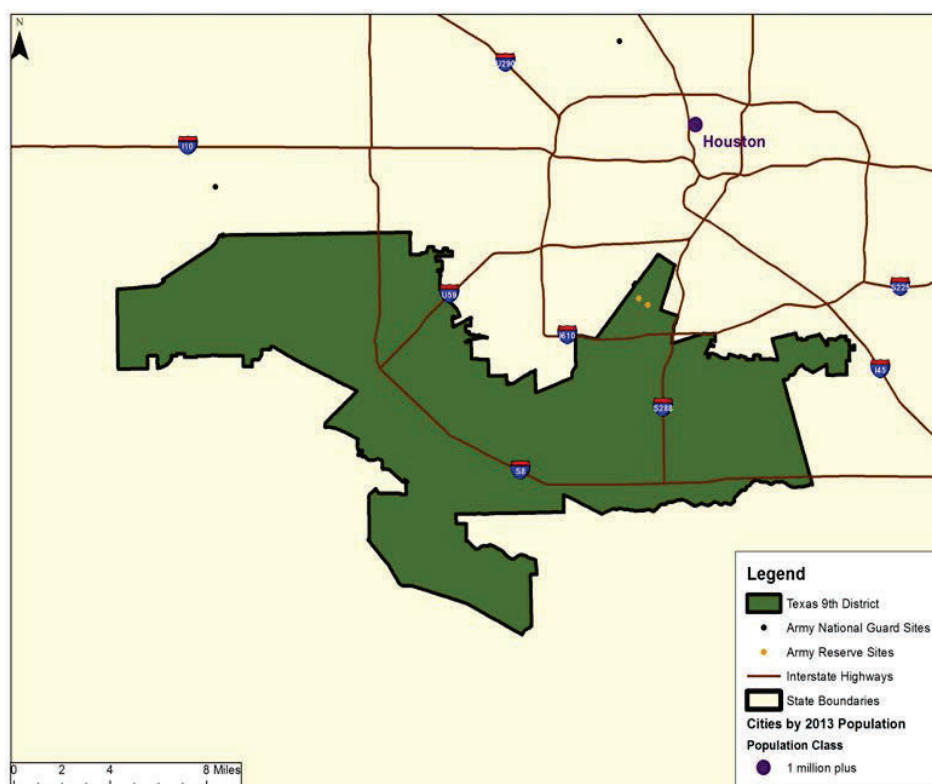 N
U290
Houston
I10
U59
S225
I610
I45
S288
S8
Legend
Texas 9th District
Army National Guard Sites
Army Reserve Sites
Interstate Highways
State Boundaries
Cities by 2013 Population
Population Class
1 million plus
0 2 4 8 Miles